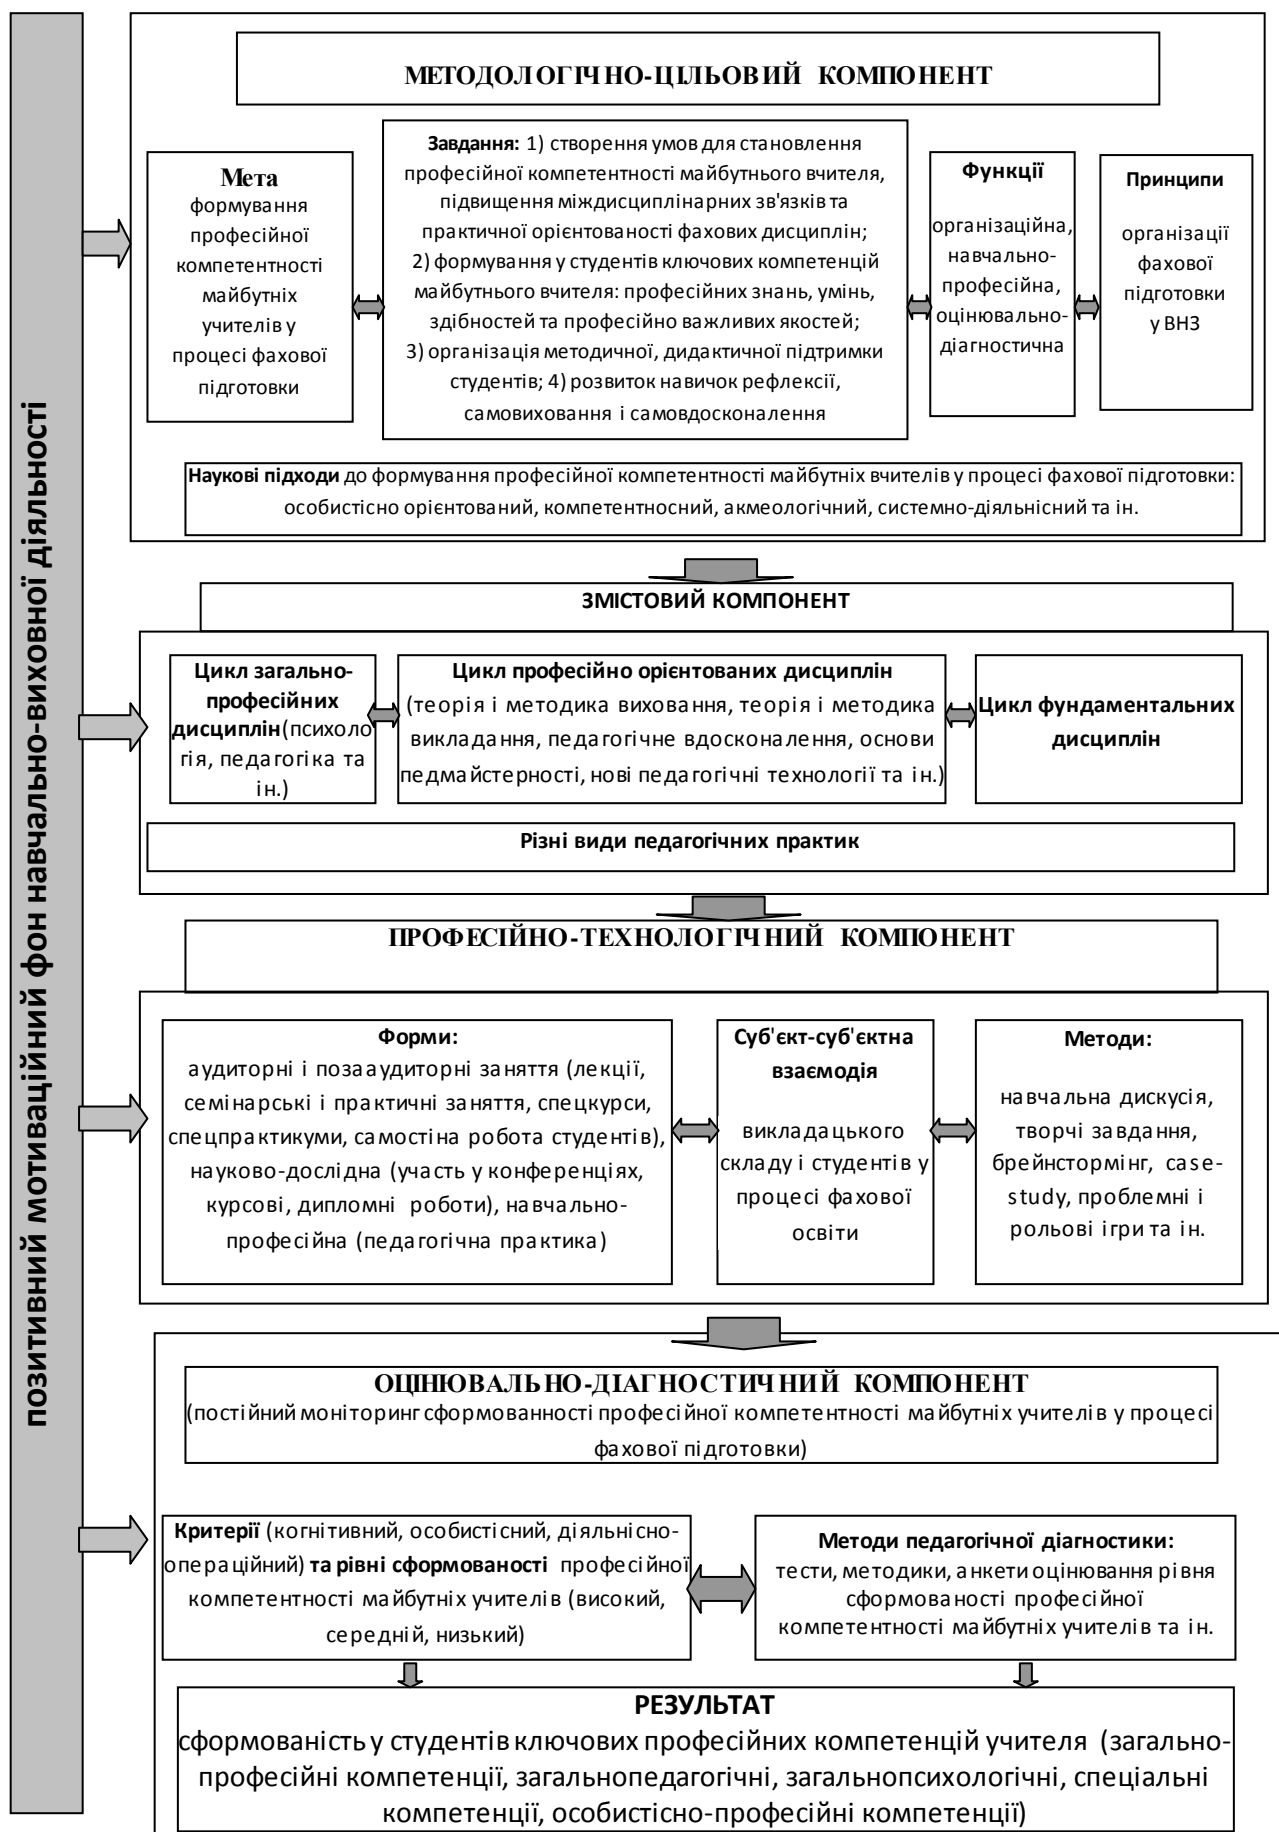 позитивний мотиваційний фон навчально-виховної діяльності
МЕТОДОЛОГІЧНО-ЦІЛЬОВИЙ КОМПОНЕНТ
Мета
формування
професійної
компетентності
майбутніх
учителів у
процесі фахової
підготовки
Завдання: 1) створення умов для становлення
професійної компетентності майбутнього вчителя,
підвищення міждисциплінарних зв'язків та
практичної орієнтованості фахових дисциплін;
2) формування у студентів ключових компетенцій
майбутнього вчителя: професійних знань, умінь,
здібностей та професійно важливих якостей;
3) організація методичної, дидактичної підтримки
студентів; 4) розвиток навичок рефлексії,
самовиховання і самовдосконалення
Функції
організаційна,
навчально-
професійна,
оцінювально-
діагностична
Принципи
організації
фахової
підготовки
у ВНЗ
Наукові підходи до формування професійної компетентності майбутніх вчителів у процесі фахової підготовки:
особистісно орієнтований, компетентносний, акмеологічний, системно-діяльнісний та ін.
ЗМІСТОВИЙ КОМПОНЕНТ
Цикл загально-
професійних
дисциплін(психоло
гія, педагогіка та
ін.)
Цикл професійно орієнтованих дисциплін
(теорія і методика виховання, теорія і методика
викладання, педагогічне вдосконалення, основи
педмайстерності, нові педагогічні технології та ін.)
Цикл фундаментальних
дисциплін
Різні види педагогічних практик
ПРОФЕСІЙНО-ТЕХНОЛОГІЧНИЙ КОМПОНЕНТ
Форми:
аудиторні і позааудиторні заняття (лекції,
семінарські і практичні заняття, спецкурси,
спецпрактикуми, самостіна робота студентів),
науково-дослідна (участь у конференціях,
курсові, дипломні роботи), навчально-
професійна (педагогічна практика)
Суб'єкт-суб'єктна
взаємодія
викладацького
складу і студентів у
процесі фахової
освіти
Методи:
навчальна дискусія,
творчі завдання,
брейнстормінг, case-
study, проблемні і
рольові ігри та ін.
ОЦІНЮВАЛЬНО-ДІАГНОСТИЧНИЙ КОМПОНЕНТ
(постійний моніторинг сформованності професійної компетентності майбутніх учителів у процесі
фахової підготовки)
Критерії (когнітивний, особистісний, діяльнісно-
операційний) та рівні сформованості професійної
компетентності майбутніх учителів (високий,
середній, низький)
Методи педагогічної діагностики:
тести, методики, анкети оцінювання рівня
сформованості професійної
компетентності майбутніх учителів та ін.
РЕЗУЛЬТАТ
сформованість у студентів ключових професійних компетенцій учителя (загально-
професійні компетенції, загальнопедагогічні, загальнопсихологічні, спеціальні
компетенції, особистісно-професійні компетенції)